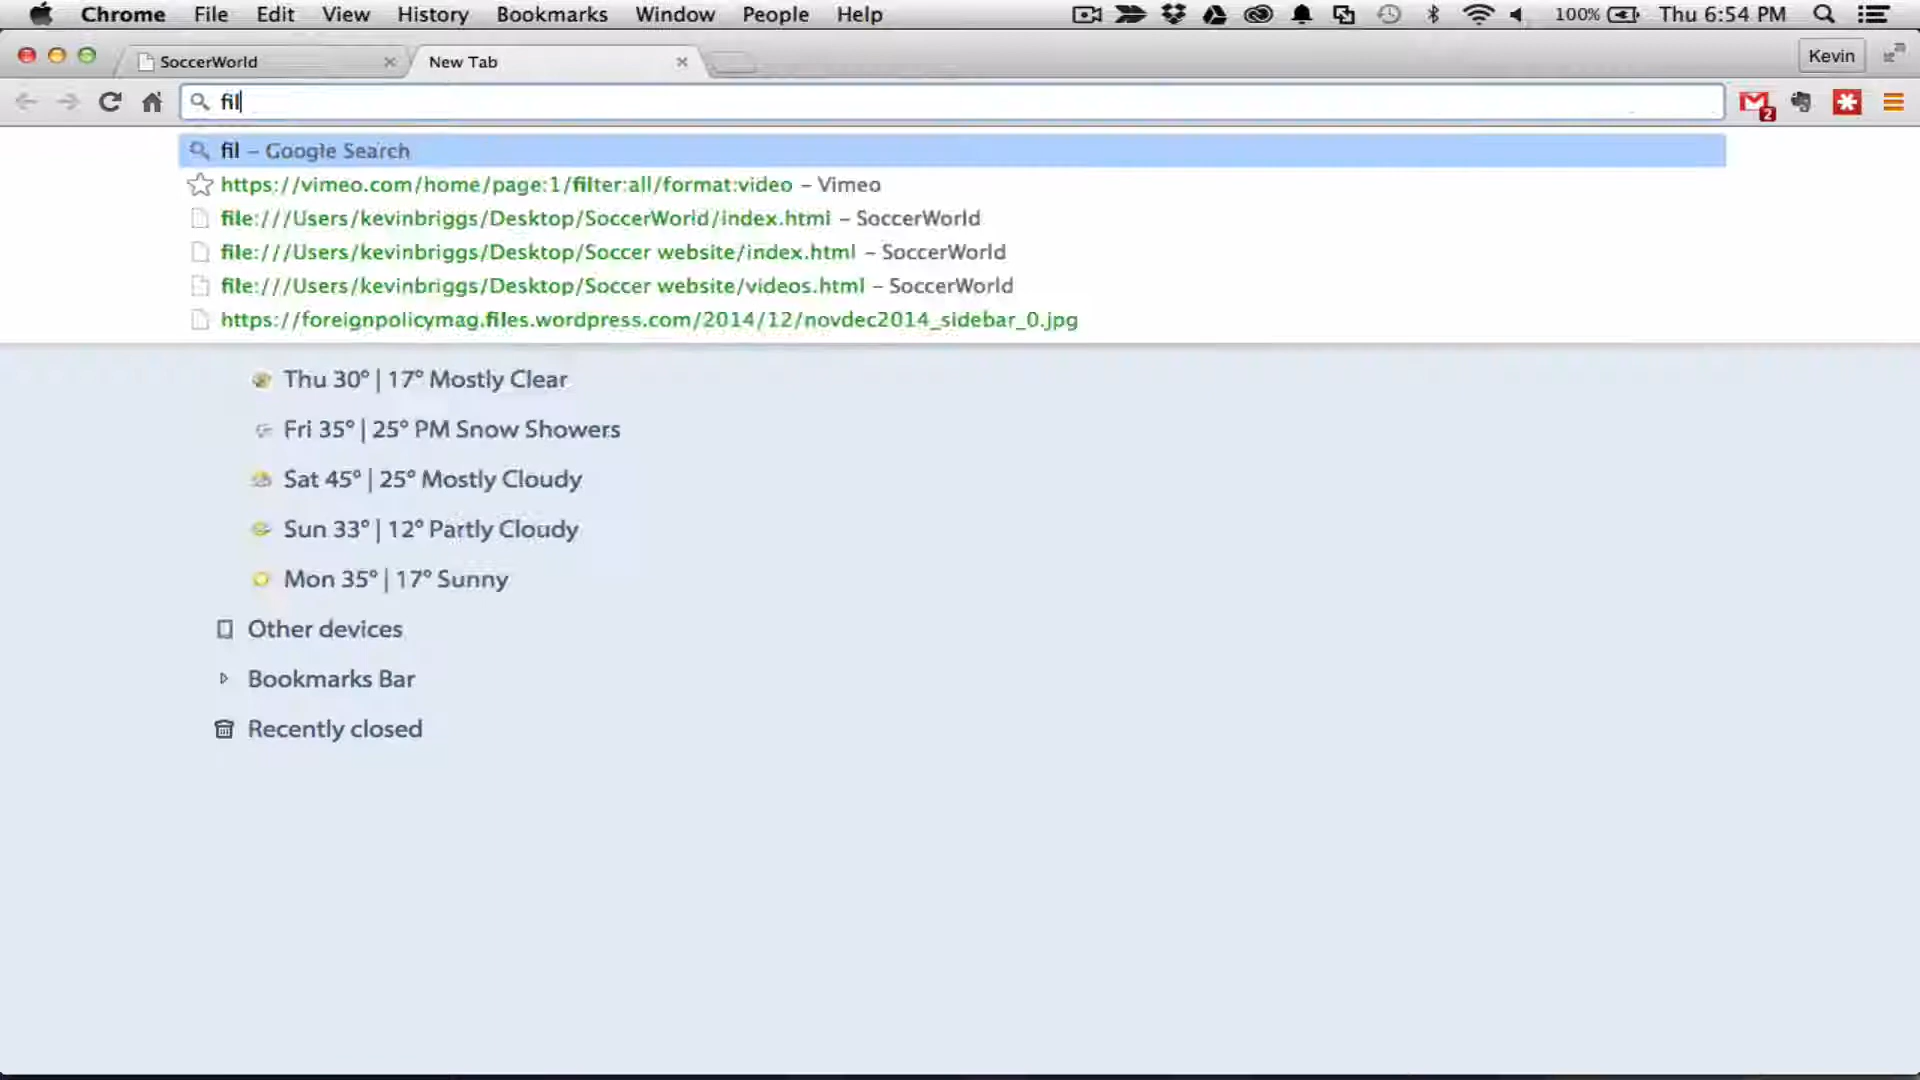 Chrome File Edit View History Bookmarks Window People Help 100% Thu 6:54 PM
SoccerWorld New Tab Kevin
fil 2
fil – Google Search
https://vimeo.com/home/page:1/filter:all/format:video – Vimeo
file:///Users/kevinbriggs/Desktop/SoccerWorld/index.html – SoccerWorld
file:///Users/kevinbriggs/Desktop/Soccer website/index.html – SoccerWorld
file:///Users/kevinbriggs/Desktop/Soccer website/videos.html – SoccerWorld
https://foreignpolicymag.files.wordpress.com/2014/12/novdec2014_sidebar_0.jpg
Thu 30° | 17° Mostly Clear
Fri 35° | 25° PM Snow Showers
Sat 45° | 25° Mostly Cloudy
Sun 33° | 12° Partly Cloudy
Mon 35° | 17° Sunny
Other devices
Bookmarks Bar
Recently closed